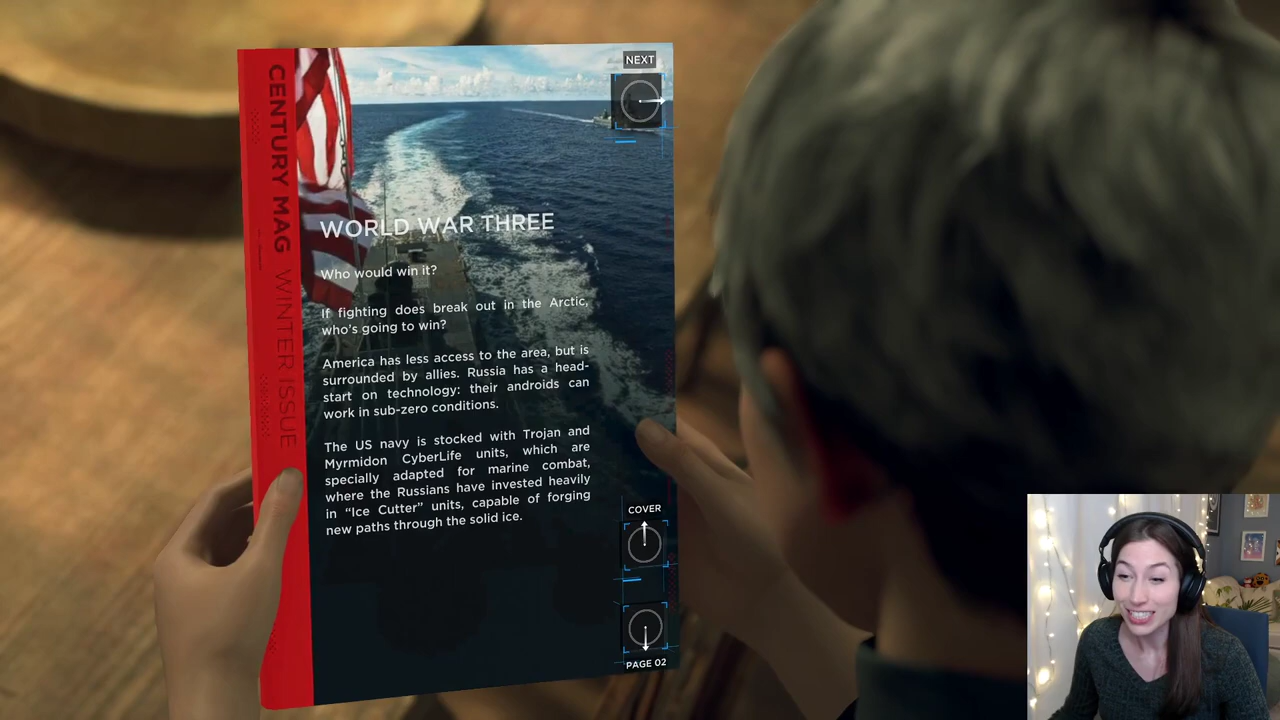 CENTURY MAG WINTER ISSUE
NEXT
WORLD WAR THREE
Who would win it?
If fighting does break out in the Arctic,
who's going to win?
America has less access to the area, but is
surrounded by allies. Russia has a head-
start on technology: their androids can
work in sub-zero conditions.
The US navy is stocked with Trojan and
Myrmidon CyberLife units, which are
specially adapted for marine combat,
where the Russians have invested heavily
in “Ice Cutter” units, capable of forging
new paths through the solid ice.
COVER
PAGE 02